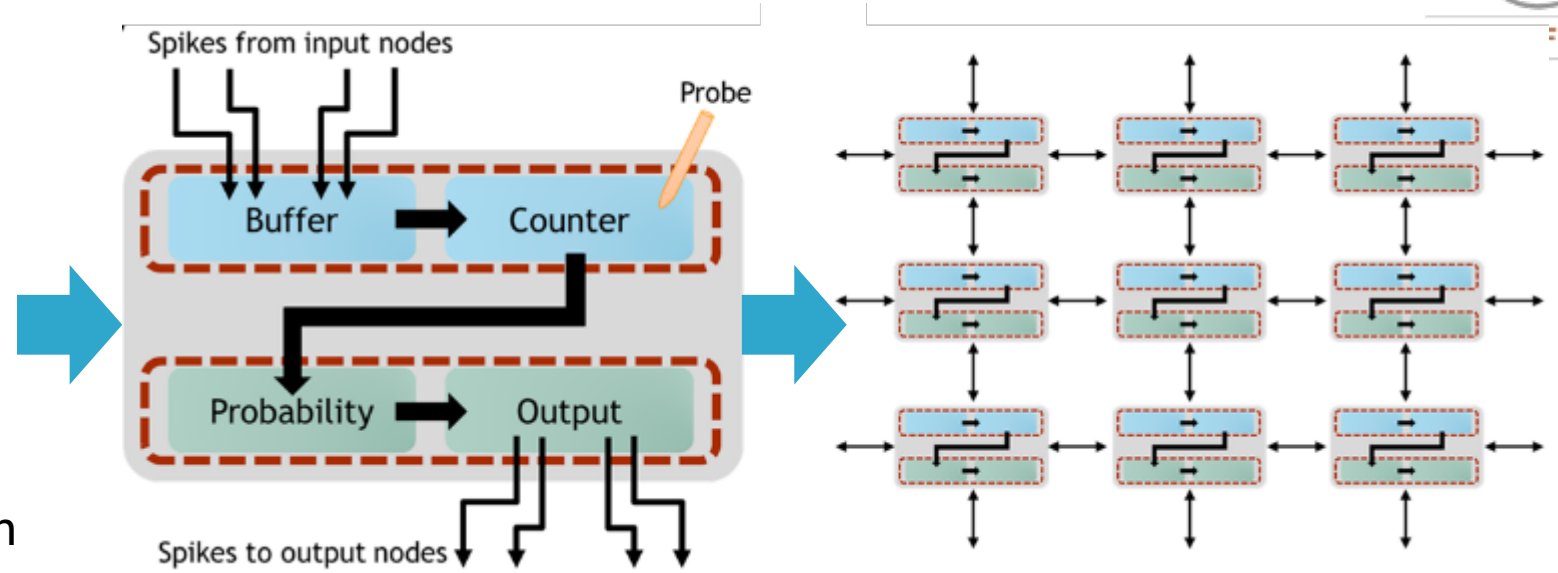 Spikes from input nodes
Probe
Buffer
Counter
Probability
Output
Spikes to output nodes